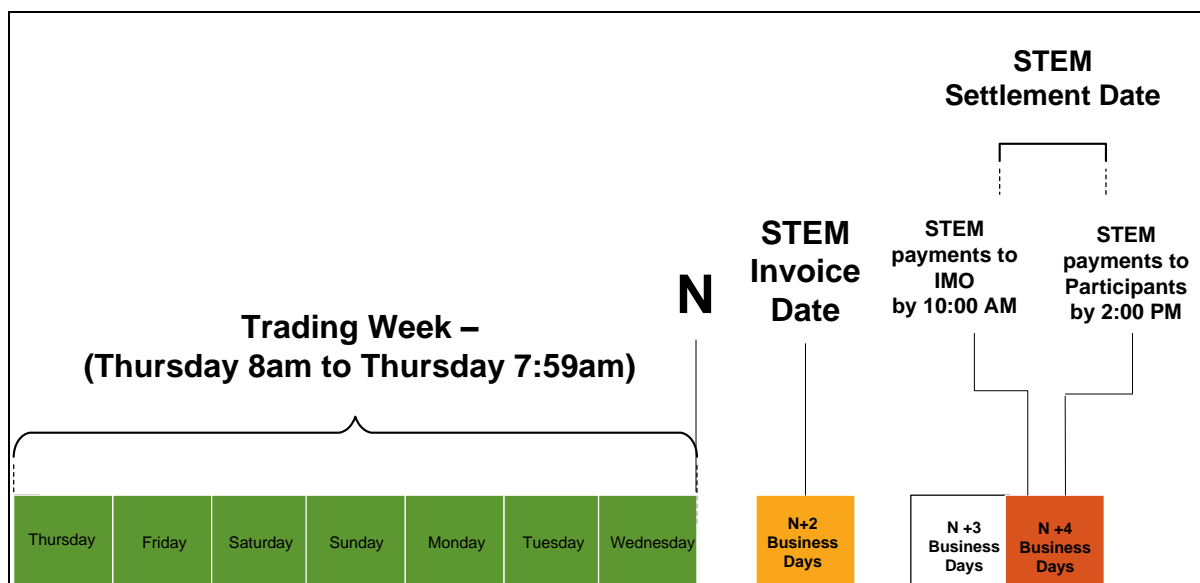 STEM
Settlement Date
STEM
payments to
IMO
by 10:00 AM
STEM
payments to
Participants
by 2:00 PM
STEM
Invoice
Date
N
Trading Week –
(Thursday 8am to Thursday 7:59am)
Thursday
Friday
Saturday
Sunday
Monday
Tuesday
Wednesday
N+2
Business
Days
N +3
Business
Days
N +4
Business
Days